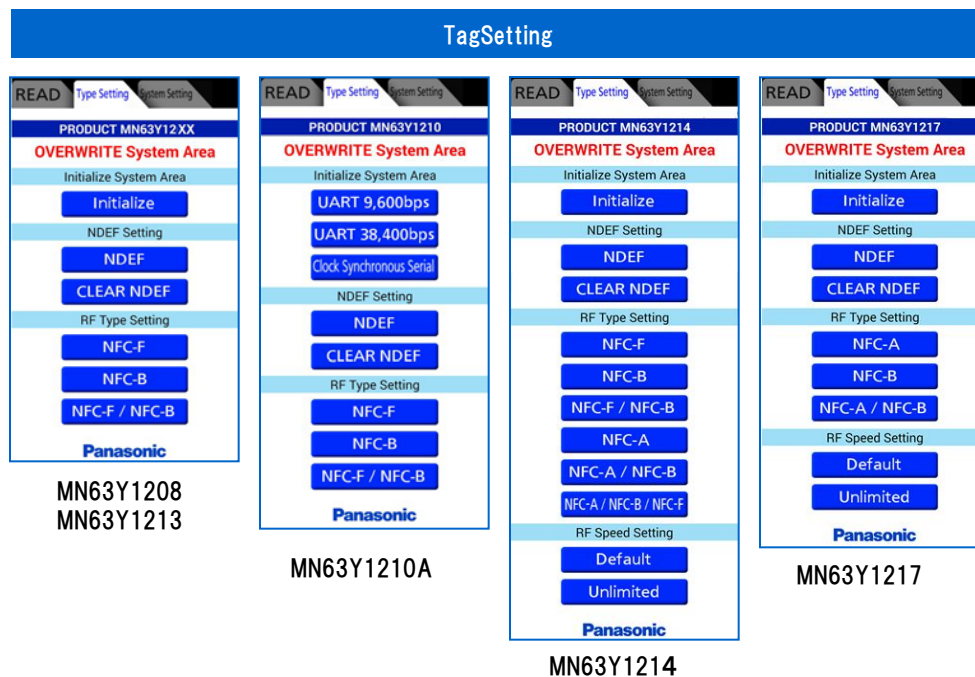 TagSetting
READ Type Setting System Setting
PRODUCT MN63Y12XX
OVERWRITE System Area
Initialize System Area
Initialize
NDEF Setting
NDEF
CLEAR NDEF
RF Type Setting
NFC-F
NFC-B
NFC-F / NFC-B
Panasonic
MN63Y1208
MN63Y1213
READ Type Setting System Setting
PRODUCT MN63Y1210
OVERWRITE System Area
Initialize System Area
UART 9,600bps
UART 38,400bps
Clock Synchronous Serial
NDEF Setting
NDEF
CLEAR NDEF
RF Type Setting
NFC-F
NFC-B
NFC-F / NFC-B
Panasonic
MN63Y1210A
READ Type Setting System Setting
PRODUCT MN63Y1214
OVERWRITE System Area
Initialize System Area
Initialize
NDEF Setting
NDEF
CLEAR NDEF
RF Type Setting
NFC-F
NFC-B
NFC-F / NFC-B
NFC-A
NFC-A / NFC-B
NFC-A / NFC-B / NFC-F
RF Speed Setting
Default
Unlimited
Panasonic
MN63Y1214
READ Type Setting System Setting
PRODUCT MN63Y1217
OVERWRITE System Area
Initialize System Area
Initialize
NDEF Setting
NDEF
CLEAR NDEF
RF Type Setting
NFC-A
NFC-B
NFC-A / NFC-B
RF Speed Setting
Default
Unlimited
Panasonic
MN63Y1217